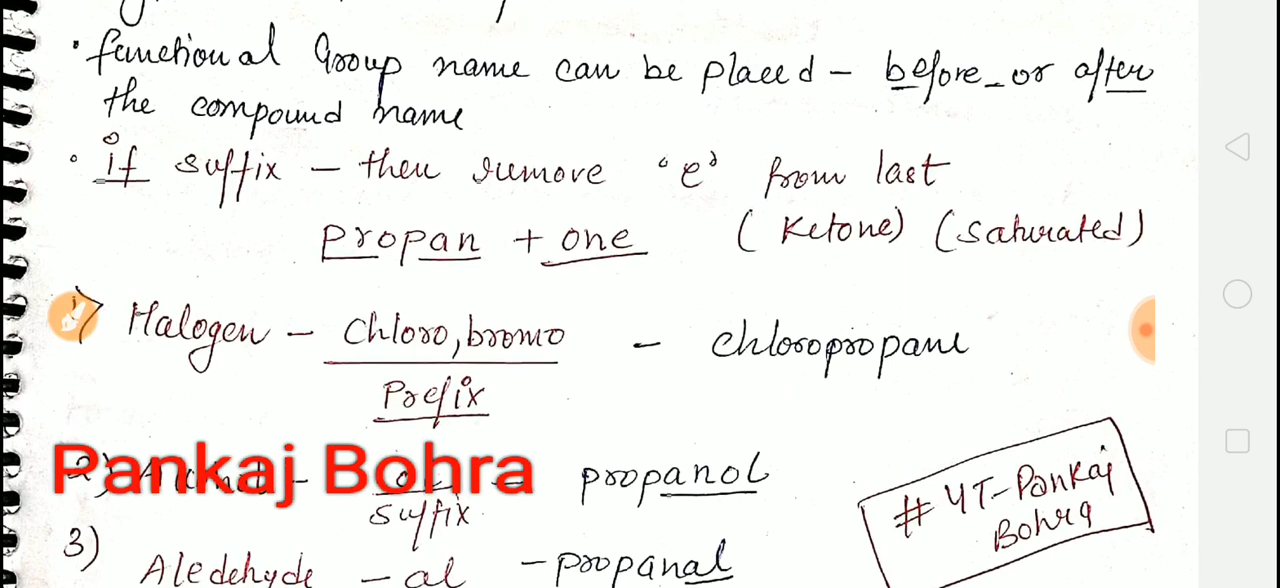 • functional Group name can be placed – before or after
the compound name
• if suffix – then remove "e" from last
propan + one (Ketone) (saturated)
1) Halogen – chloro, bromo – chloropropane
Prefix
Pankaj Bohra
2) – propanol
suffix
# YT-Pankaj
Bohra
3) Aledehyde – al – propanal